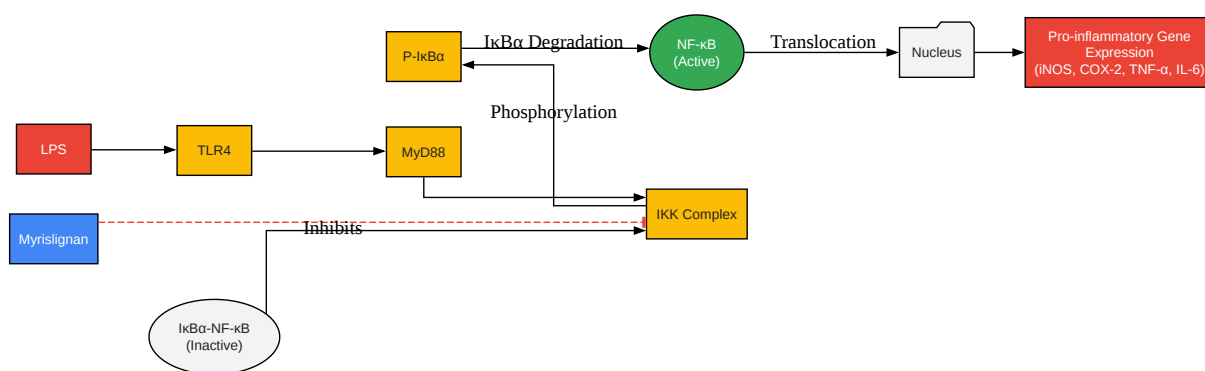 P-IκBα
IκBα Degradation
NF-κB
(Active)
Translocation
Nucleus
Pro-inflammatory Gene
Expression
(iNOS, COX-2, TNF-α, IL-6)
Phosphorylation
LPS
TLR4
MyD88
IKK Complex
Myrislignan
Inhibits
IκBα-NF-κB
(Inactive)